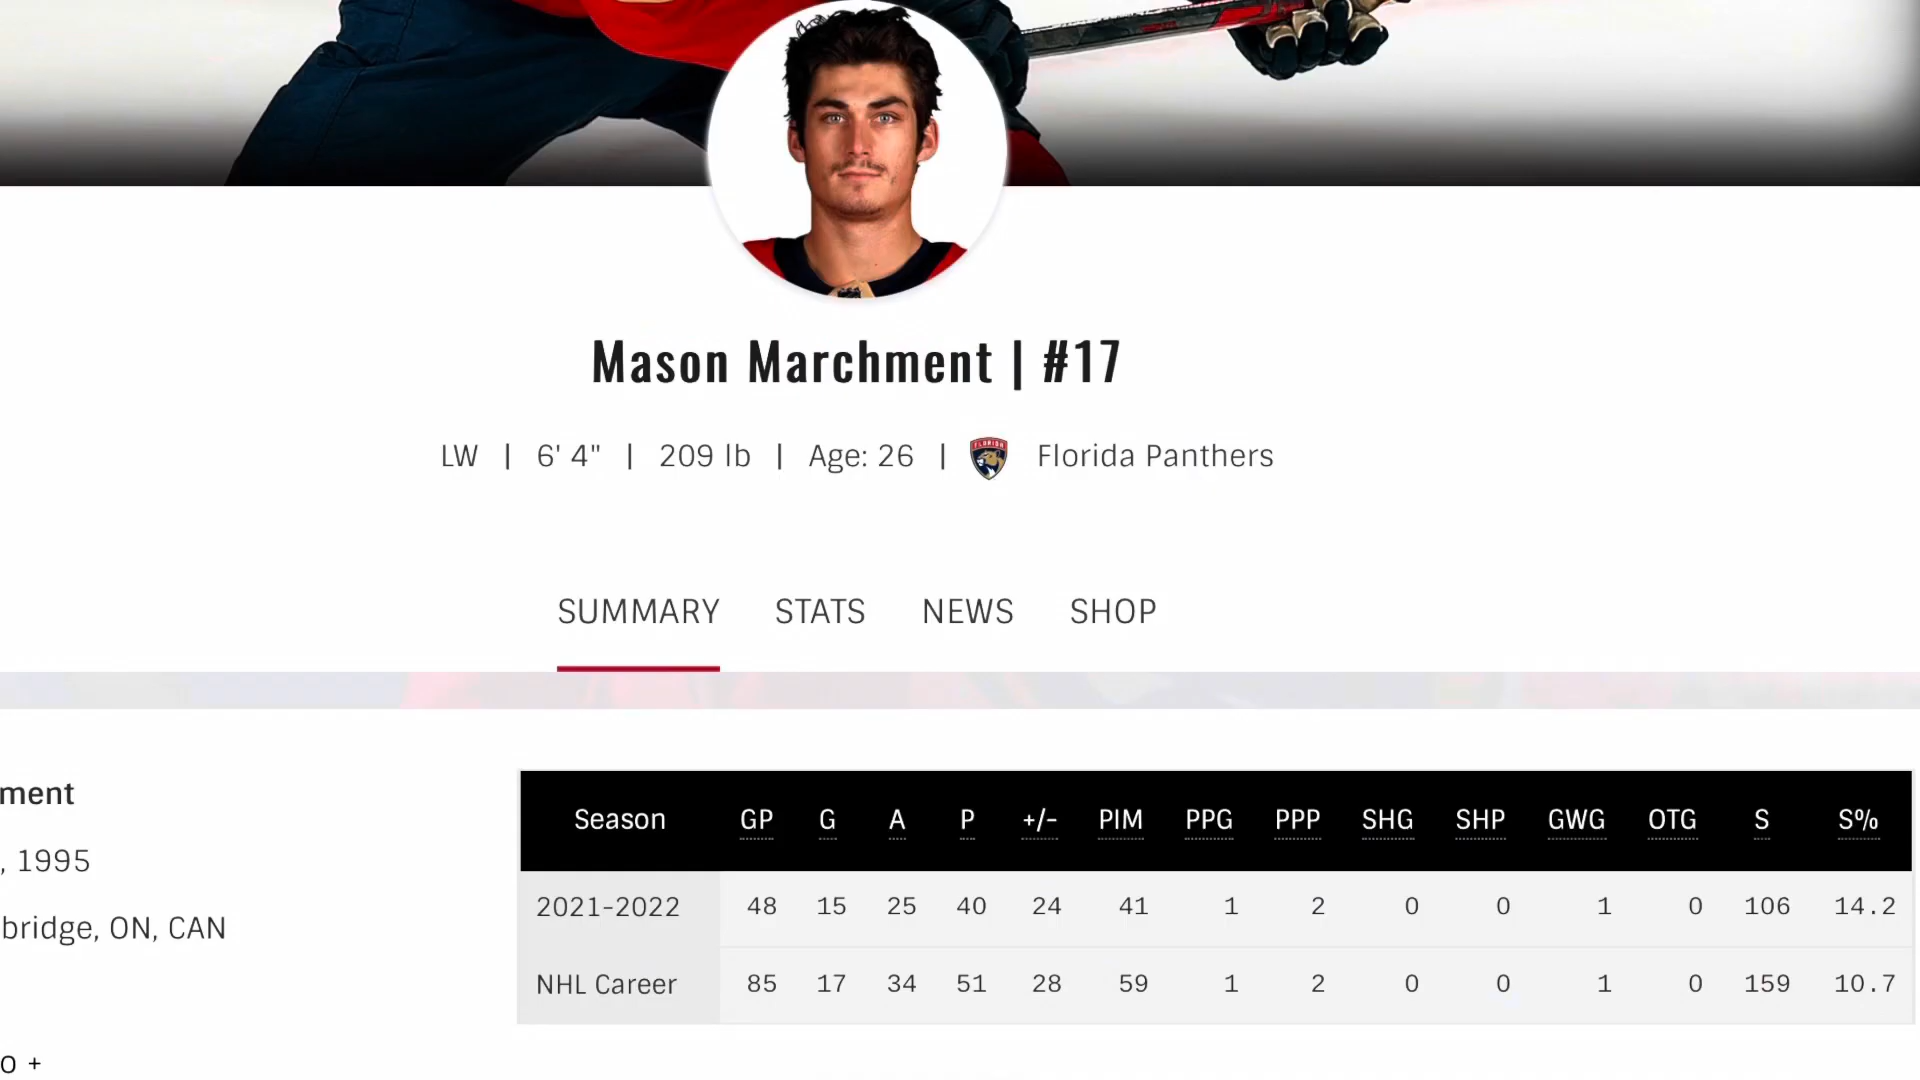 Mason Marchment | #17
LW | 6' 4" | 209 lb | Age: 26 | FLORIDA Florida Panthers
SUMMARY STATS NEWS SHOP
ment
, 1995
bridge, ON, CAN
O +
Season GP G A P +/- PIM PPG PPP SHG SHP GWG OTG S S%
2021-2022 48 15 25 40 24 41 1 2 0 0 1 0 106 14.2
NHL Career 85 17 34 51 28 59 1 2 0 0 1 0 159 10.7